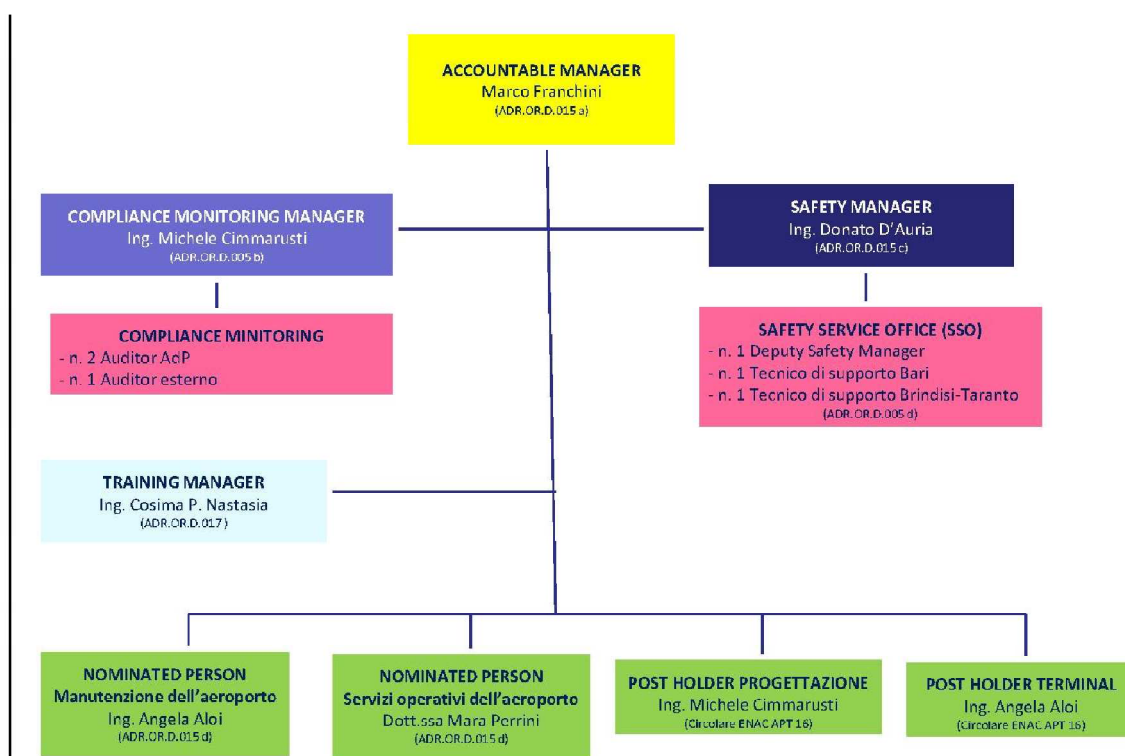 ACCOUNTABLE MANAGER
Marco Franchini
(ADR.OR.D.015 a)
COMPLIANCE MONITORING MANAGER
Ing. Michele Cimmarusti
(ADR.OR.D.005 b)
SAFETY MANAGER
Ing. Donato D'Auria
(ADR.OR.D.015 c)
COMPLIANCE MINITORING
- n. 2 Auditor AdP
- n. 1 Auditor esterno
SAFETY SERVICE OFFICE (SSO)
- n. 1 Deputy Safety Manager
- n. 1 Tecnico di supporto Bari
- n. 1 Tecnico di supporto Brindisi-Taranto
(ADR.OR.D.005 d)
TRAINING MANAGER
Ing. Cosima P. Nastasia
(ADR.OR.D.017 )
NOMINATED PERSON
Manutenzione dell'aeroporto
Ing. Angela Aloi
(ADR.OR.D.015 d)
NOMINATED PERSON
Servizi operativi dell'aeroporto
Dott.ssa Mara Perrini
(ADR.OR.D.015 d)
POST HOLDER PROGETTAZIONE
Ing. Michele Cimmarusti
(Circolare ENAC APT 16)
POST HOLDER TERMINAL
Ing. Angela Aloi
(Circolare ENAC APT 16)